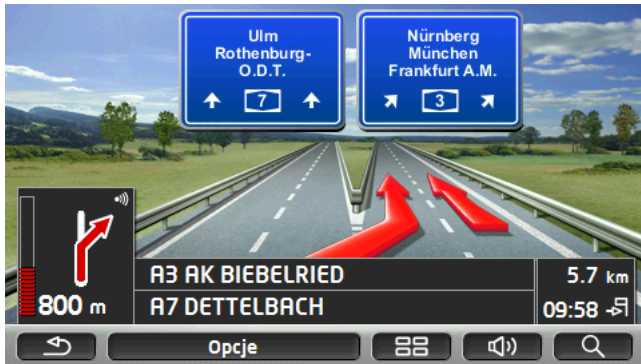 Ulm
Rothenburg-
O.D.T.
7
Nürnberg
München
Frankfurt A.M.
3
800 m
A3 AK BIEBELRIED
5.7 km
A7 DETTELBACH
09:58
Opcje